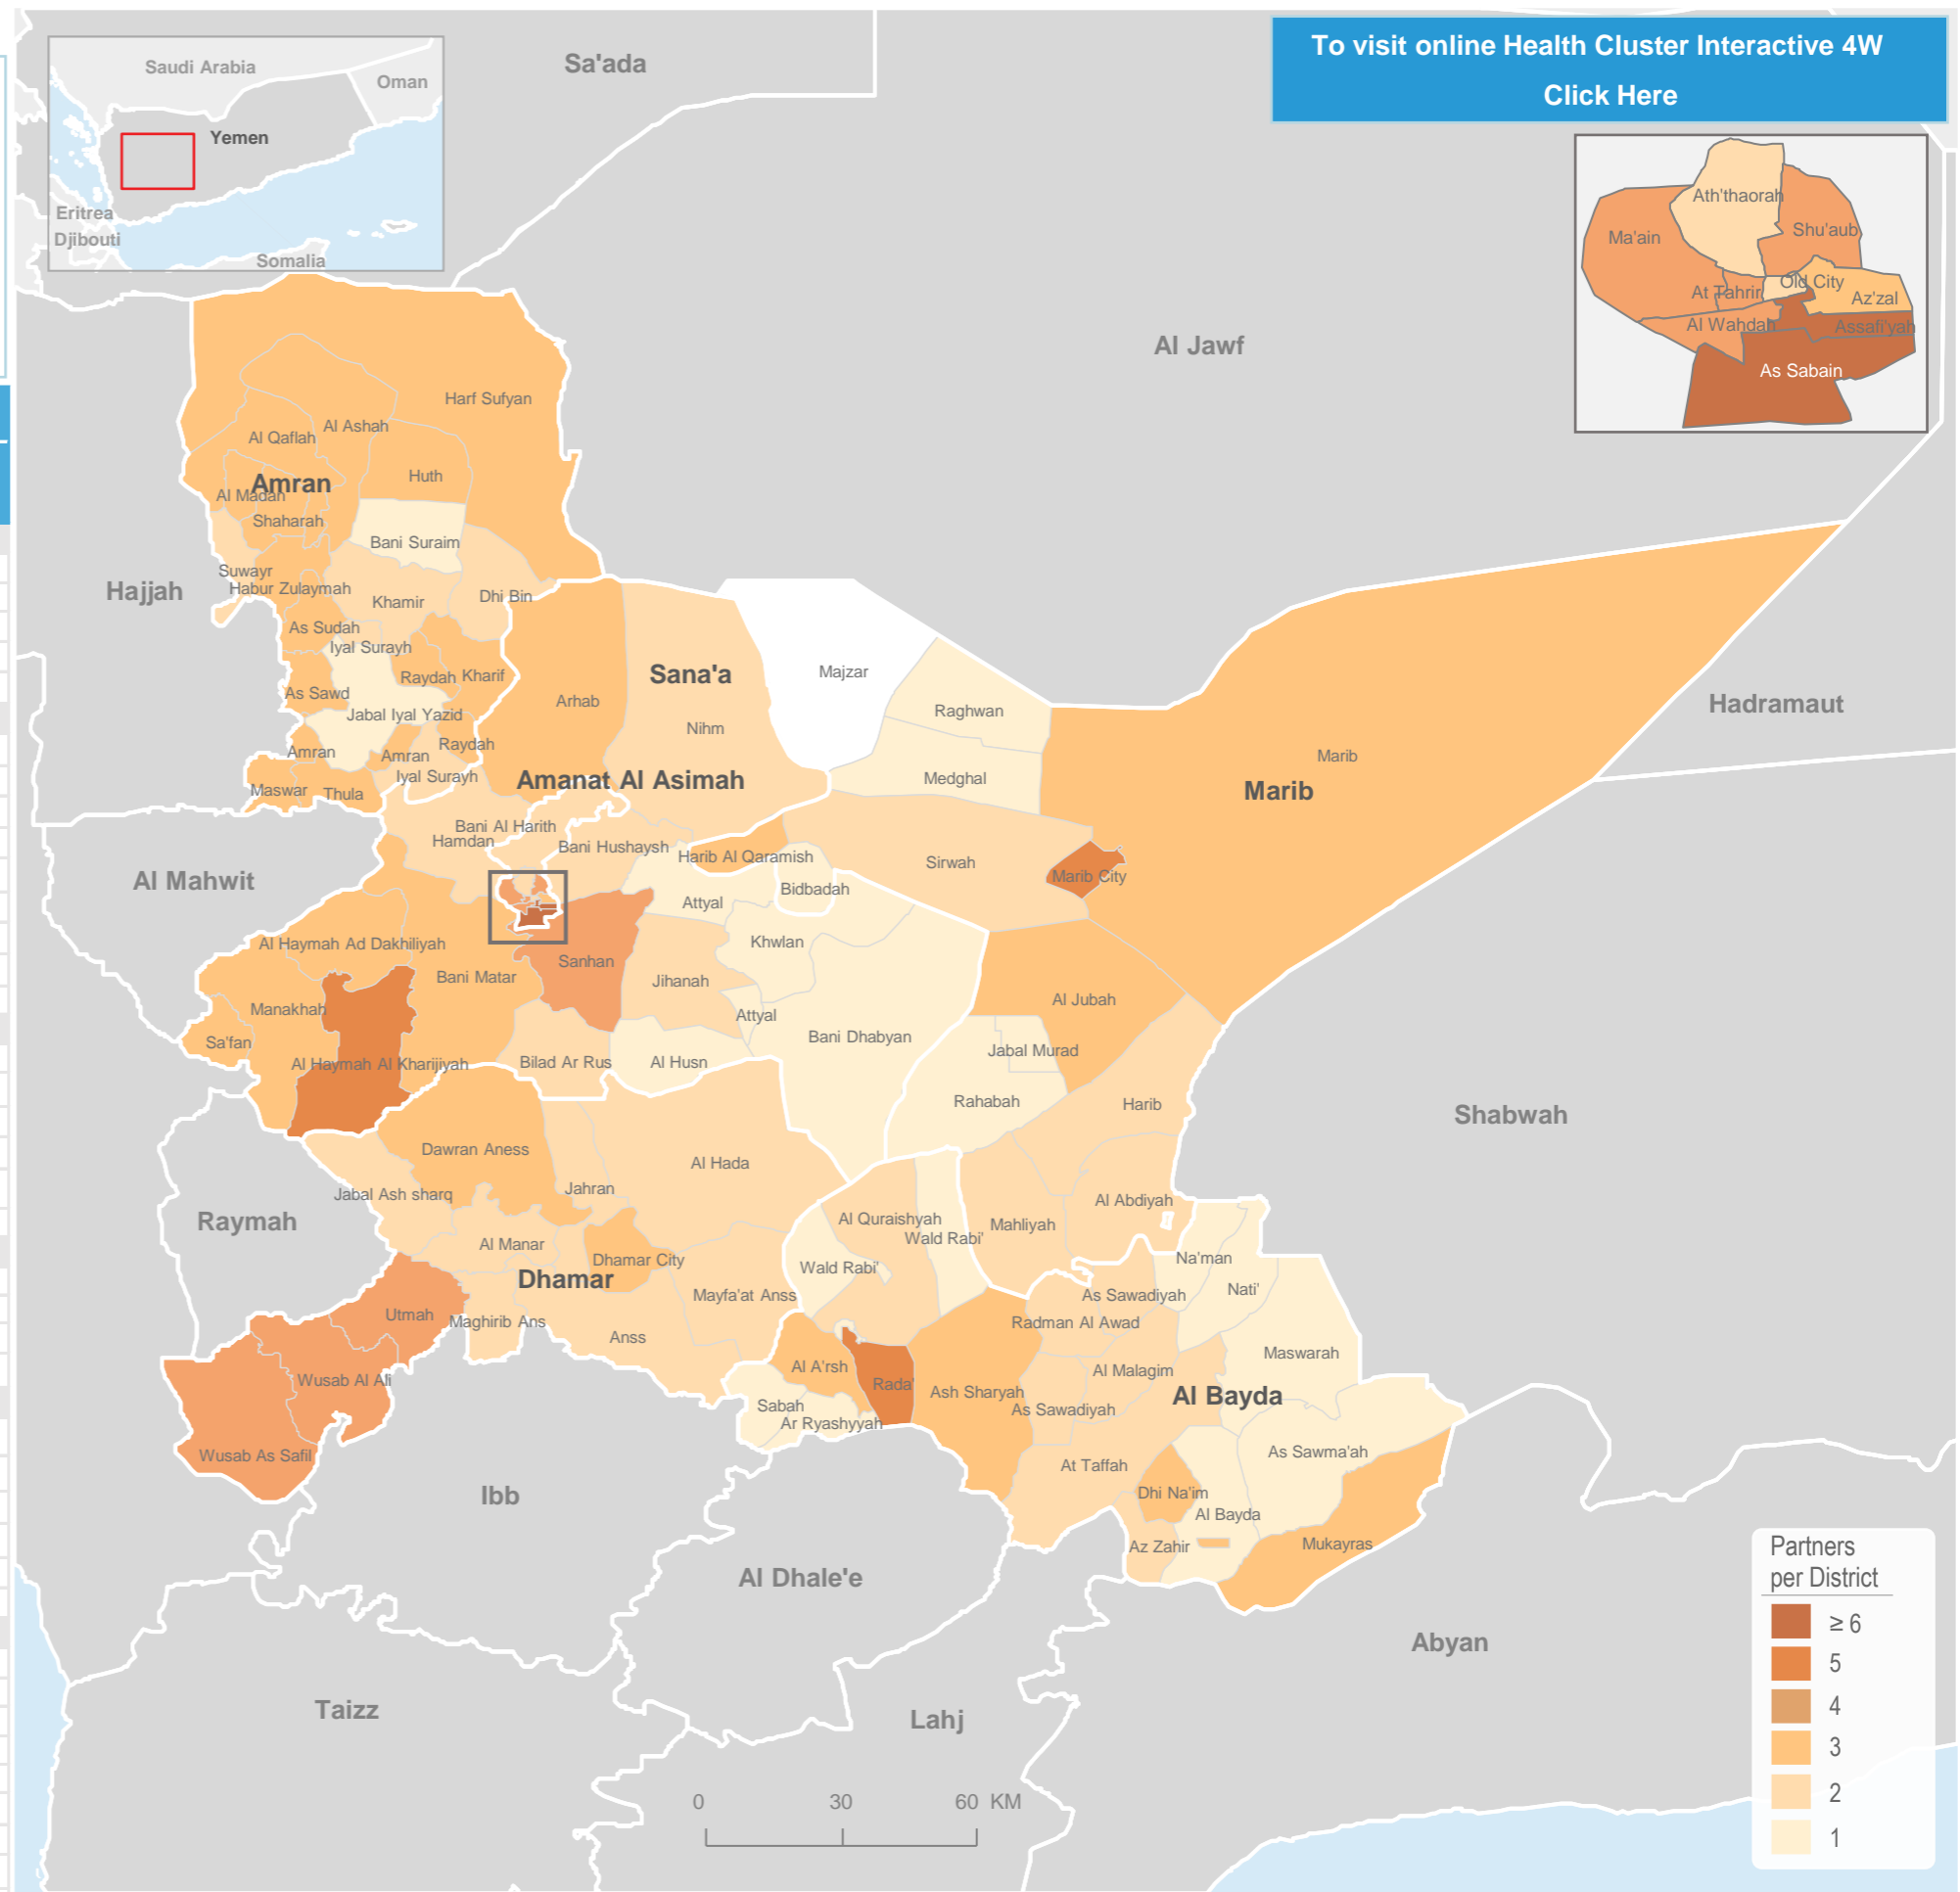 To visit online Health Cluster Interactive 4W
Click Here
Saudi Arabia
Oman
Yemen
Eritrea
Djibouti
Somalia
Sa'ada
Ath'thaorah
Ma'ain
Shu'aub
Old City
At Tahrir
Az'zal
Al Wahdah
Assafi'yah
As Sabain
Al Jawf
Harf Sufyan
Al Ashah
Al Qaflah
Huth
Amran
Al Madah
Shaharah
Bani Suraim
Suwayr
Habur Zulaymah
Hajjah
Khamir
Dhi Bin
As Sudah
Iyal Surayh
Raydah
Kharif
As Sawd
Jabal Iyal Yazid
Amran
Amran
Raydah
Iyal Surayh
Maswar
Thula
Sana'a
Arhab
Nihm
Majzar
Raghwan
Medghal
Marib
Marib
Hadramaut
Amanat Al Asimah
Bani Al Harith
Hamdan
Bani Hushaysh
Harib Al Qaramish
Sirwah
Marib City
Al Mahwit
Bidbadah
Attyal
Khwlan
Al Haymah Ad Dakhiliyah
Sanhan
Bani Matar
Jihanah
Manakhah
Attyal
Al Jubah
Sa'fan
Bani Dhabyan
Jabal Murad
Al Haymah Al Kharijiyah
Bilad Ar Rus
Al Husn
Rahabah
Harib
Shabwah
Dawran Aness
Al Hada
Jabal Ash sharq
Jahran
Al Abdiyah
Raymah
Al Quraishyah
Wald Rabi'
Mahliyah
Al Manar
Dhamar City
Wald Rabi'
Na'man
Dhamar
Mayfa'at Anss
As Sawadiyah
Nati'
Utmah
Maghirib Ans
Anss
Radman Al Awad
Maswarah
Al A'rsh
Rada'
Al Malagim
Wusab Al Ali
Ash Sharyah
Al Bayda
Sabah
Ar Ryashyyah
As Sawadiyah
Wusab As Safil
At Taffah
As Sawma'ah
Ibb
Dhi Na'im
Al Bayda
Az Zahir
Mukayras
Al Dhale'e
Abyan
Taizz
Lahj
0 30 60 KM
Partners
per District
≥ 6
5
4
3
2
1